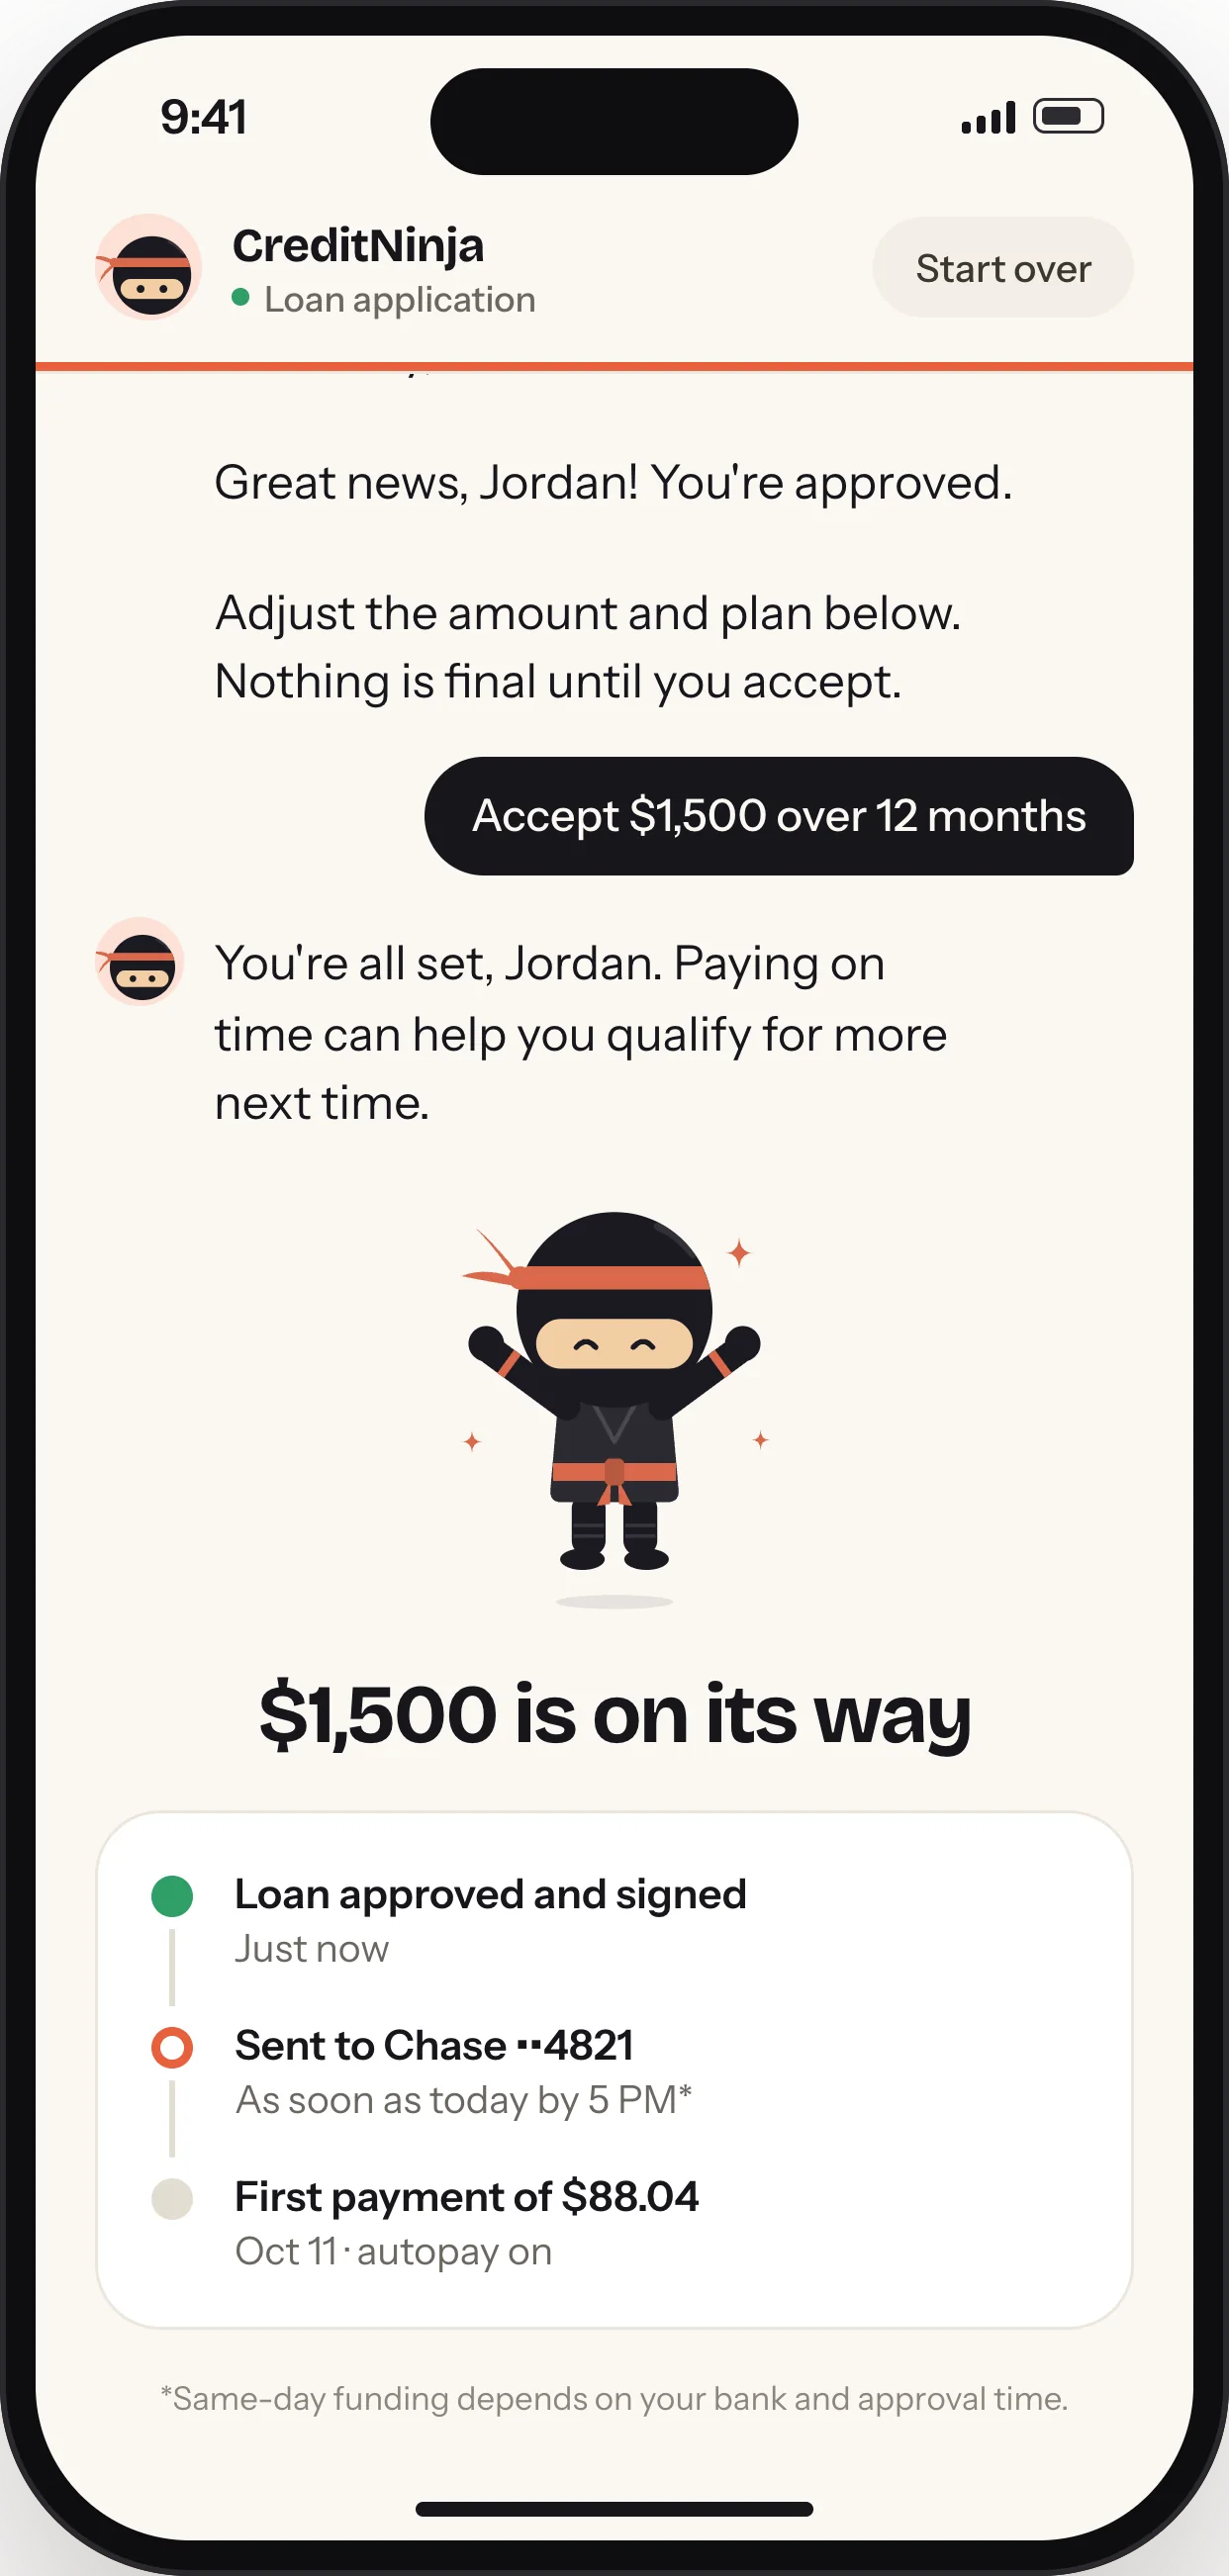 9:41
CreditNinja
Loan application
Start over
Great news, Jordan! You're approved.
Adjust the amount and plan below.
Nothing is final until you accept.
Accept $1,500 over 12 months
You're all set, Jordan. Paying on
time can help you qualify for more
next time.
$1,500 is on its way
Loan approved and signed
Just now
Sent to Chase ··4821
As soon as today by 5 PM*
First payment of $88.04
Oct 11 · autopay on
*Same-day funding depends on your bank and approval time.